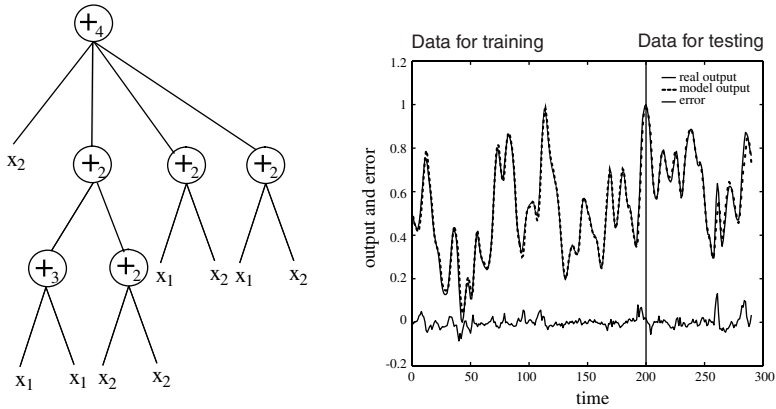 +4
x2
+2
+2
+2
+3
+2
x1
x2
x1
x2
x1
x1
x2
x2
Data for training
Data for testing
real output
model output
error
output and error
1.2
1
0.8
0.6
0.4
0.2
0
-0.2
0
50
100
150
200
250
300
time